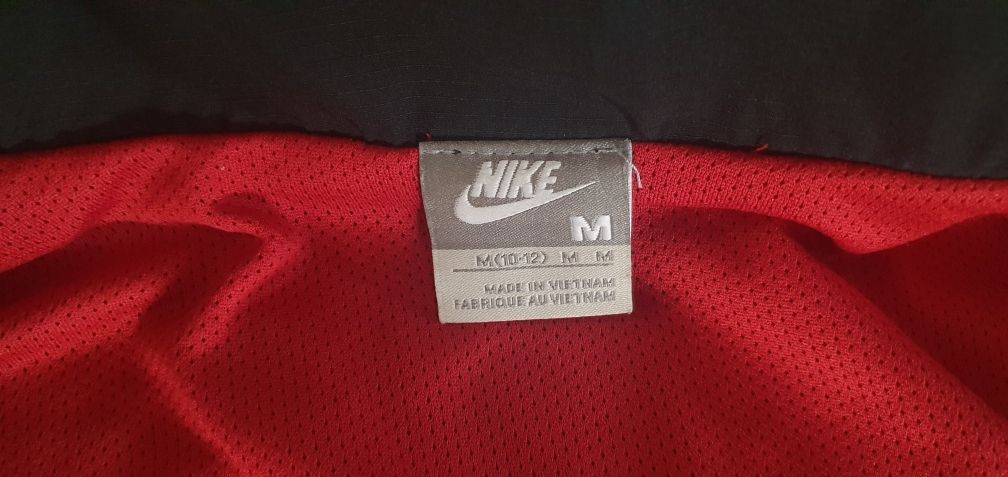 NIKE
M
M(10-12) M M
MADE IN VIETNAM
FABRIQUE AU VIETNAM